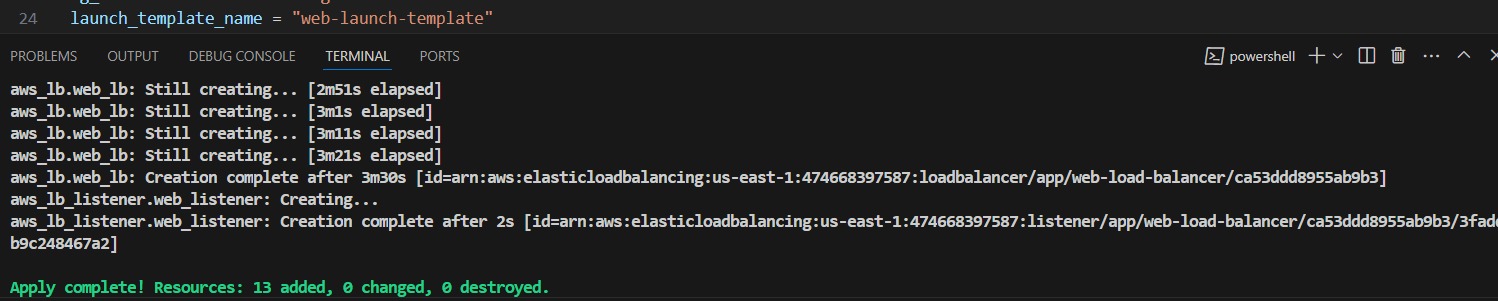 24 launch_template_name = "web-launch-template"
PROBLEMS OUTPUT DEBUG CONSOLE TERMINAL PORTS powershell
aws_lb.web_lb: Still creating... [2m51s elapsed]
aws_lb.web_lb: Still creating... [3m1s elapsed]
aws_lb.web_lb: Still creating... [3m11s elapsed]
aws_lb.web_lb: Still creating... [3m21s elapsed]
aws_lb.web_lb: Creation complete after 3m30s [id=arn:aws:elasticloadbalancing:us-east-1:474668397587:loadbalancer/app/web-load-balancer/ca53ddd8955ab9b3]
aws_lb_listener.web_listener: Creating...
aws_lb_listener.web_listener: Creation complete after 2s [id=arn:aws:elasticloadbalancing:us-east-1:474668397587:listener/app/web-load-balancer/ca53ddd8955ab9b3/3fad
b9c248467a2]
Apply complete! Resources: 13 added, 0 changed, 0 destroyed.